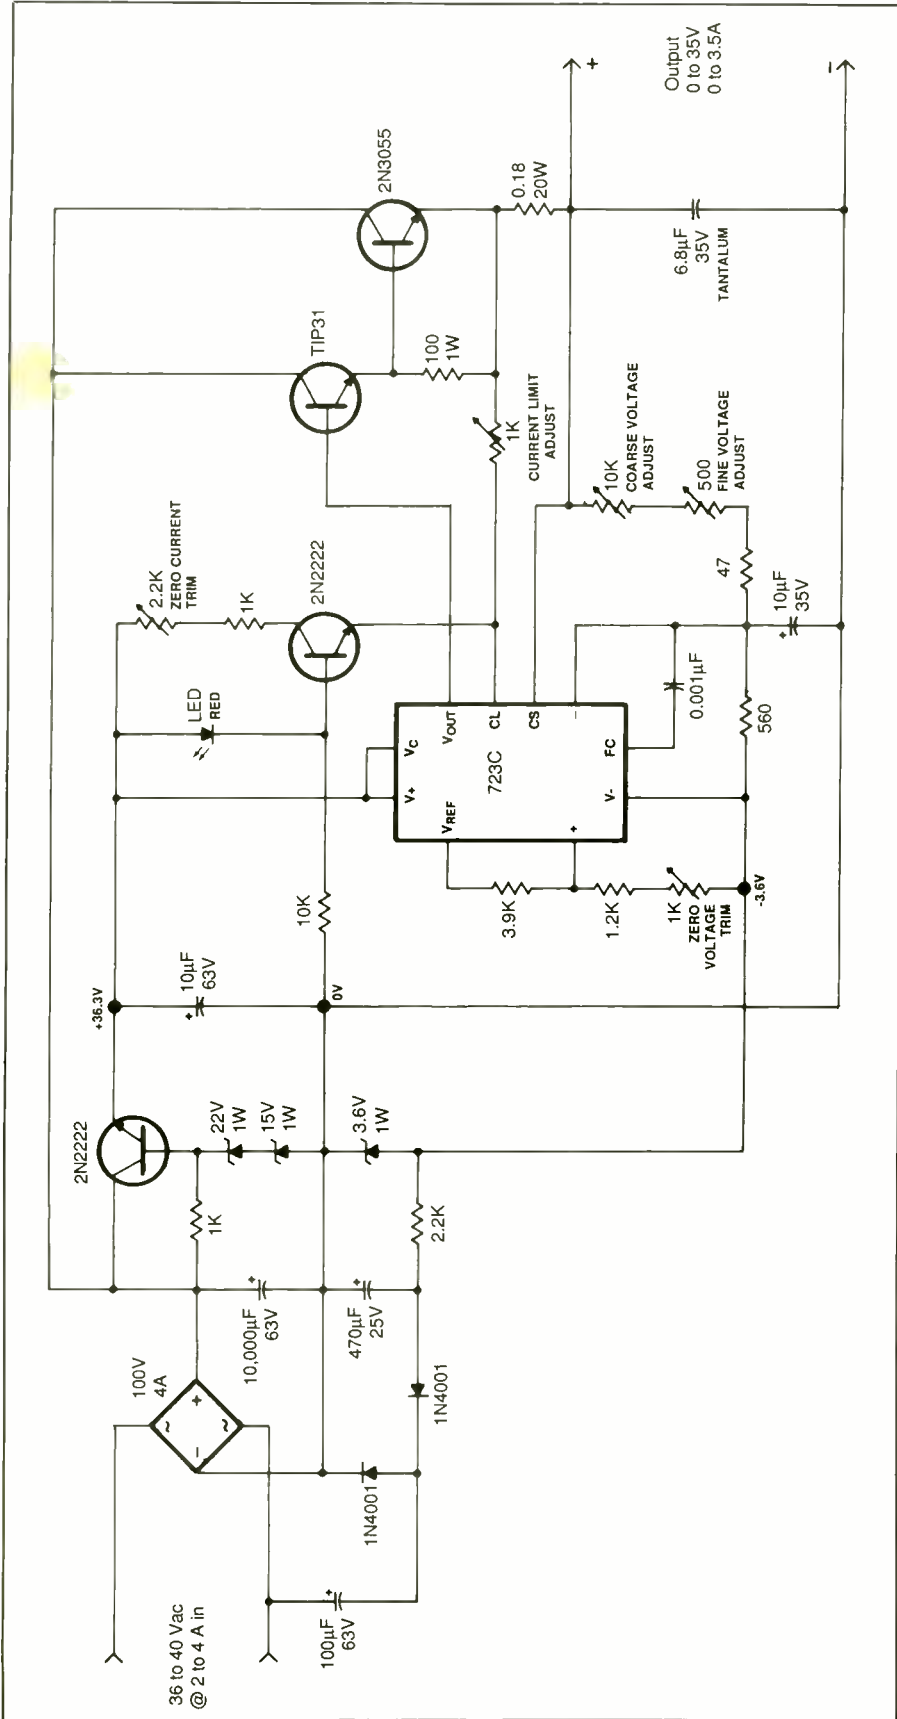 36 to 40 Vac
@ 2 to 4 A in
100V
4A
~
+
−
~
100µF
63V
+
1N4001
1N4001
10,000µF
63V
+
470µF
25V
+
1K
2.2K
2N2222
22V
1W
15V
1W
3.6V
1W
+36.3V
10µF
63V
+
0V
10K
LED
RED
2.2K
ZERO CURRENT
TRIM
1K
2N2222
TIP31
2N3055
100
1W
0.18
20W
1K
CURRENT LIMIT
ADJUST
723C
V+
VC
VREF
VOUT
CL
CS
+
−
V-
FC
3.9K
1.2K
1K
ZERO
VOLTAGE
TRIM
-3.6V
560
0.001µF
47
10µF
35V
+
10K
COARSE VOLTAGE
ADJUST
500
FINE VOLTAGE
ADJUST
6.8µF
35V
TANTALUM
+
Output
0 to 35V
0 to 3.5A
−